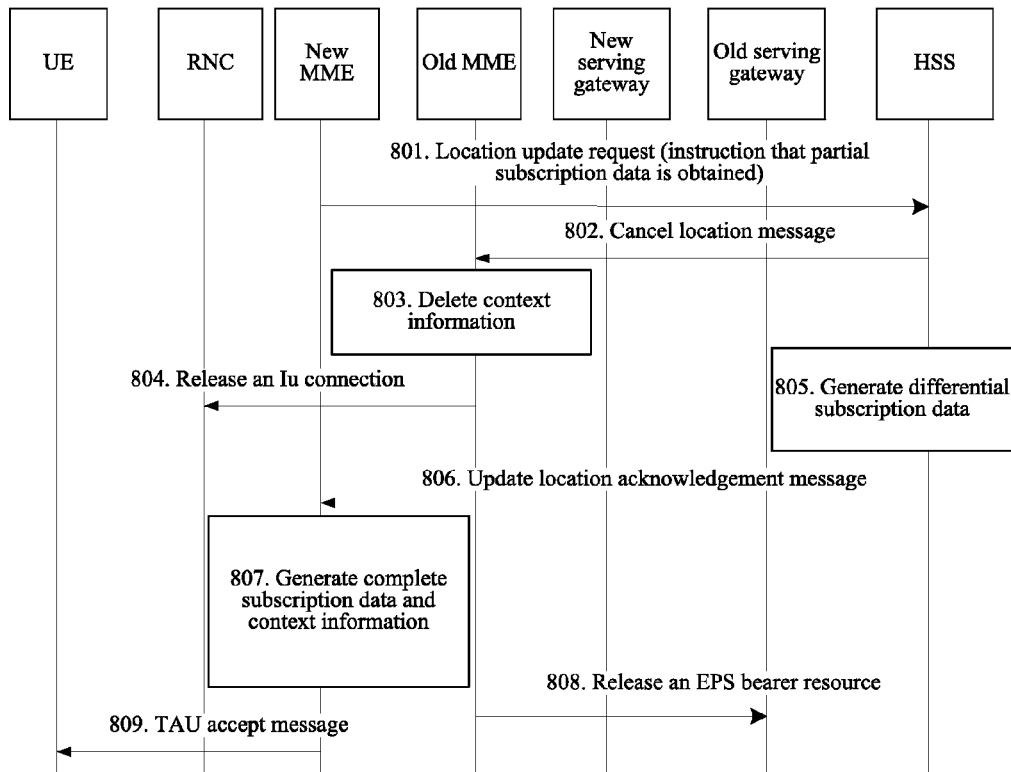 UE
RNC
New
MME
Old MME
New
serving
gateway
Old serving
gateway
HSS
801. Location update request (instruction that partial
subscription data is obtained)
802. Cancel location message
803. Delete context
information
804. Release an Iu connection
805. Generate differential
subscription data
806. Update location acknowledgement message
807. Generate complete
subscription data and
context information
808. Release an EPS bearer resource
809. TAU accept message